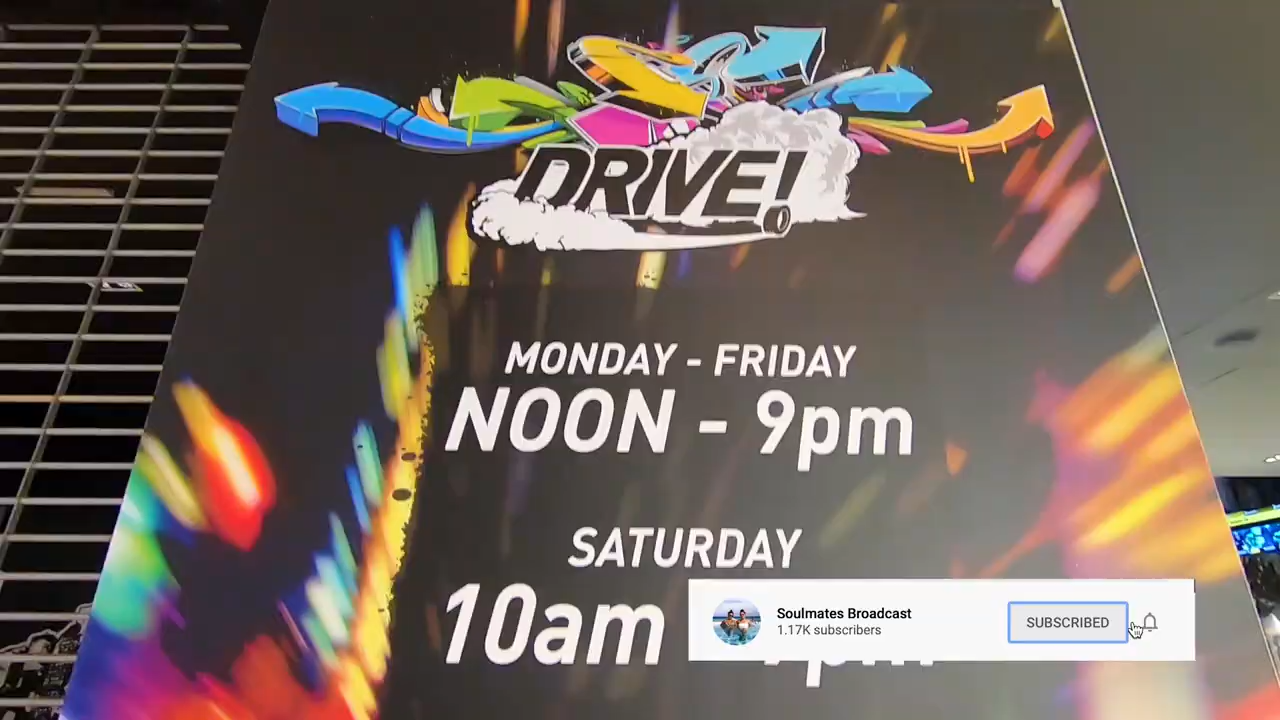 DRIVE!
MONDAY - FRIDAY
NOON - 9pm
SATURDAY
10am
Soulmates Broadcast
1.17K subscribers
SUBSCRIBED